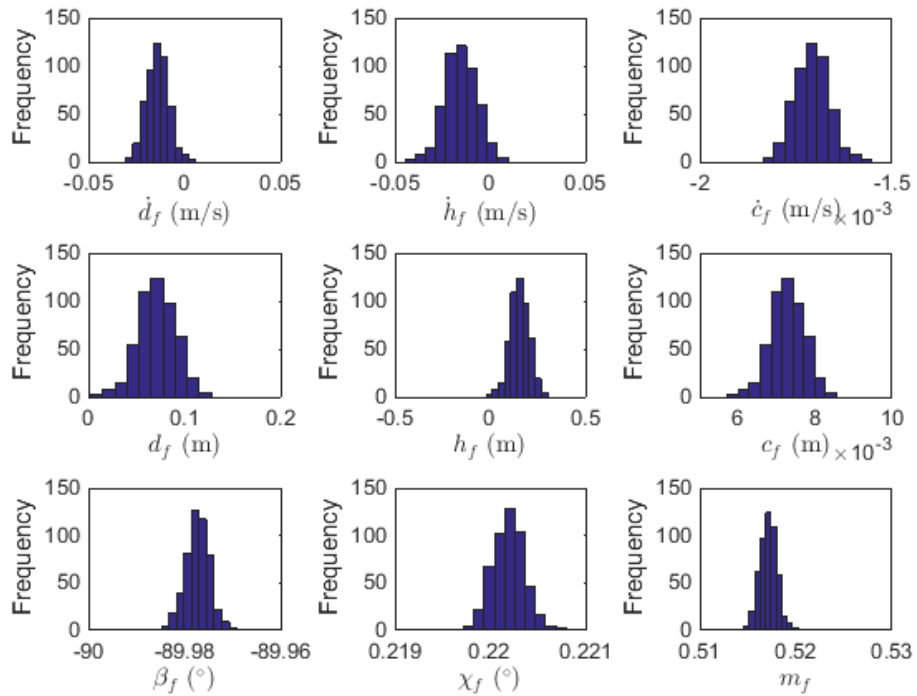 150 150 150
Frequency Frequency Frequency
100 100 100
50 50 50
0 0 0
-0.05 0 0.05 -0.05 0 0.05 -2 -1.5
ḋ_f (m/s) ḣ_f (m/s) ċ_f (m/s) ×10⁻³
150 150 150
Frequency Frequency Frequency
100 100 100
50 50 50
0 0 0
0 0.1 0.2 -0.5 0 0.5 6 8 10
d_f (m) h_f (m) c_f (m) ×10⁻³
150 150 150
Frequency Frequency Frequency
100 100 100
50 50 50
0 0 0
-90 -89.98 -89.96 0.219 0.22 0.221 0.51 0.52 0.53
β_f (°) χ_f (°) m_f